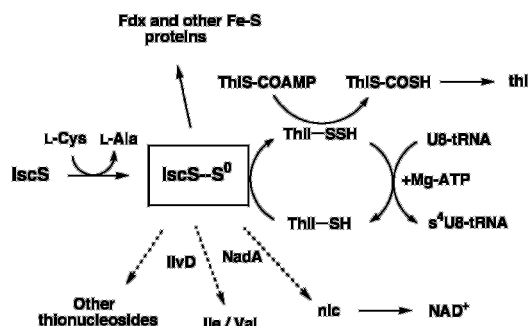 Fdx and other Fe-S
proteins
ThiS-COAMP
ThiS-COSH
thi
ThiI—SSH
L-Cys
L-Ala
U8-tRNA
IscS
IscS--S⁰
+Mg-ATP
ThiI—SH
s⁴U8-tRNA
IlvD
NadA
Other
thionucleosides
Ile / Val
nic
NAD⁺